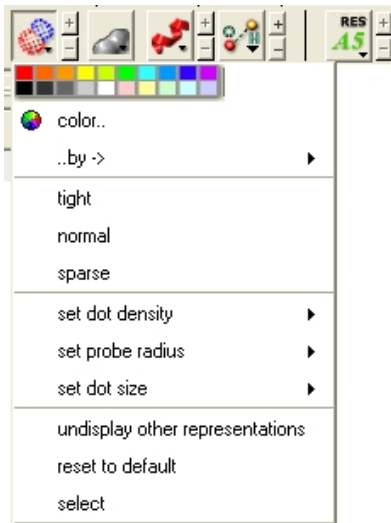 RES
A5
color..
..by ->
tight
normal
sparse
set dot density
set probe radius
set dot size
undisplay other representations
reset to default
select